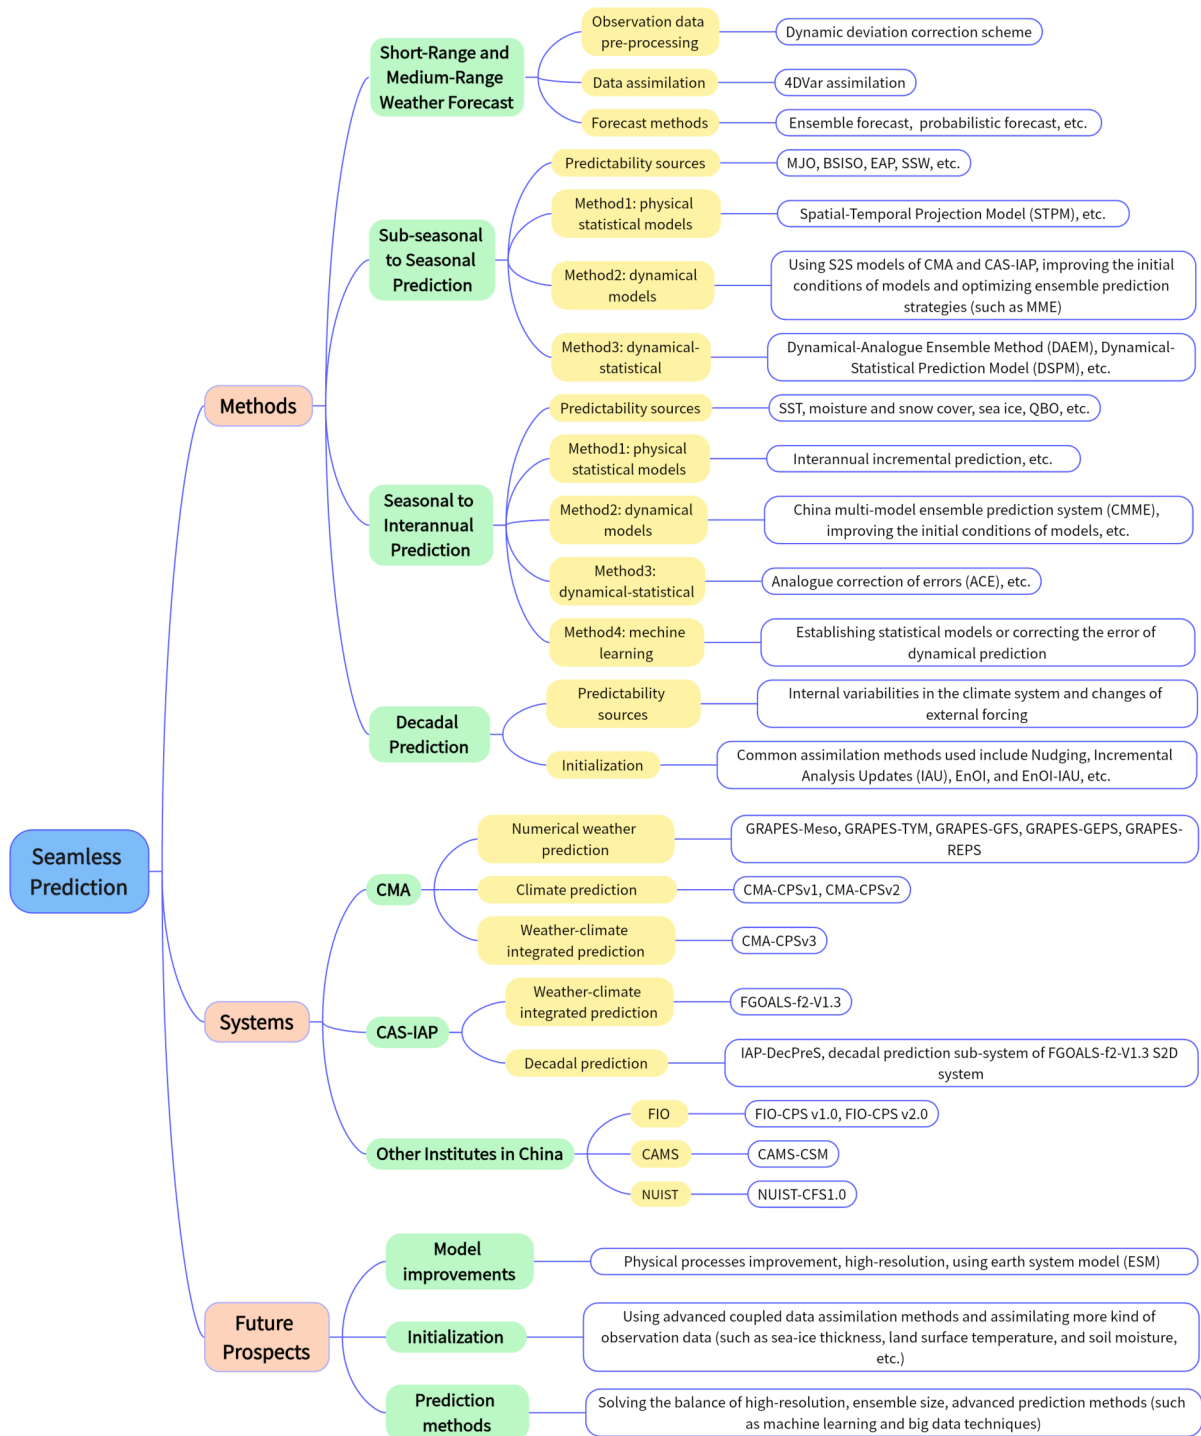 Seamless
Prediction
Methods
Short-Range and
Medium-Range
Weather Forecast
Observation data
pre-processing
Dynamic deviation correction scheme
Data assimilation
4DVar assimilation
Forecast methods
Ensemble forecast,  probabilistic forecast, etc.
Sub-seasonal
to Seasonal
Prediction
Predictability sources
MJO, BSISO, EAP, SSW, etc.
Method1: physical
statistical models
Spatial-Temporal Projection Model (STPM), etc.
Method2: dynamical
models
Using S2S models of CMA and CAS-IAP, improving the initial
conditions of models and optimizing ensemble prediction
strategies (such as MME)
Method3: dynamical-
statistical
Dynamical-Analogue Ensemble Method (DAEM), Dynamical-
Statistical Prediction Model (DSPM), etc.
Seasonal to
Interannual
Prediction
Predictability sources
SST, moisture and snow cover, sea ice, QBO, etc.
Method1: physical
statistical models
Interannual incremental prediction, etc.
Method2: dynamical
models
China multi-model ensemble prediction system (CMME),
improving the initial conditions of models, etc.
Method3:
dynamical-statistical
Analogue correction of errors (ACE), etc.
Method4: mechine
learning
Establishing statistical models or correcting the error of
dynamical prediction
Decadal
Prediction
Predictability
sources
Internal variabilities in the climate system and changes of
external forcing
Initialization
Common assimilation methods used include Nudging, Incremental
Analysis Updates (IAU), EnOI, and EnOI-IAU, etc.
Systems
CMA
Numerical weather
prediction
GRAPES-Meso, GRAPES-TYM, GRAPES-GFS, GRAPES-GEPS, GRAPES-
REPS
Climate prediction
CMA-CPSv1, CMA-CPSv2
Weather-climate
integrated prediction
CMA-CPSv3
CAS-IAP
Weather-climate
integrated prediction
FGOALS-f2-V1.3
Decadal prediction
IAP-DecPreS, decadal prediction sub-system of FGOALS-f2-V1.3 S2D
system
Other Institutes in China
FIO
FIO-CPS v1.0, FIO-CPS v2.0
CAMS
CAMS-CSM
NUIST
NUIST-CFS1.0
Future
Prospects
Model
improvements
Physical processes improvement, high-resolution, using earth system model (ESM)
Initialization
Using advanced coupled data assimilation methods and assimilating more kind of
observation data (such as sea-ice thickness, land surface temperature, and soil moisture,
etc.)
Prediction
methods
Solving the balance of high-resolution, ensemble size, advanced prediction methods (such
as machine learning and big data techniques)